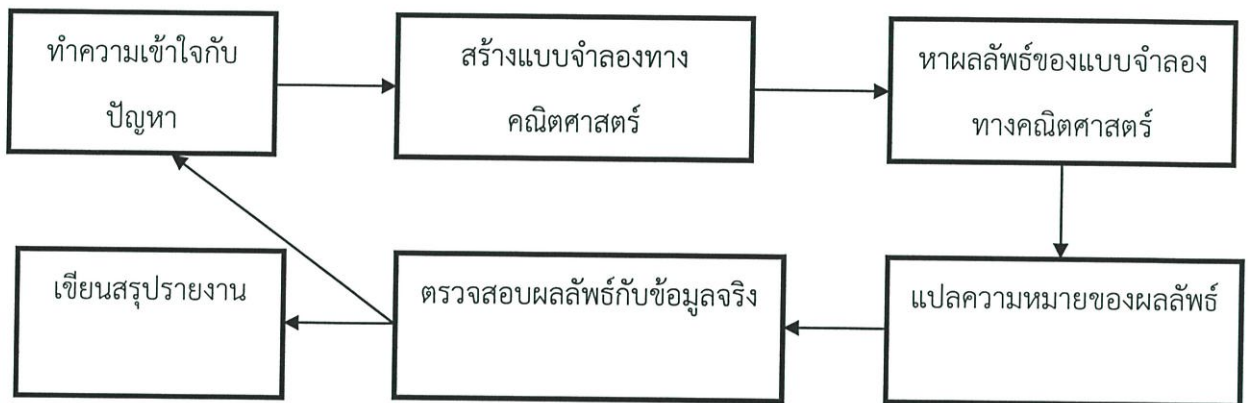 ทำความเข้าใจกับ
ปัญหา
สร้างแบบจำลองทาง
คณิตศาสตร์
หาผลลัพธ์ของแบบจำลอง
ทางคณิตศาสตร์
เขียนสรุปรายงาน
ตรวจสอบผลลัพธ์กับข้อมูลจริง
แปลความหมายของผลลัพธ์